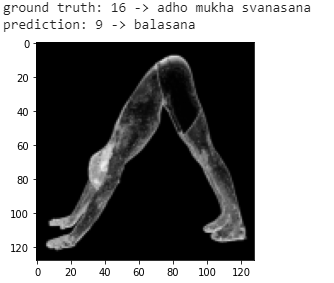 ground truth: 16 -> adho mukha svanasana
prediction: 9 -> balasana
0
20
40
60
80
100
120
0 20 40 60 80 100 120